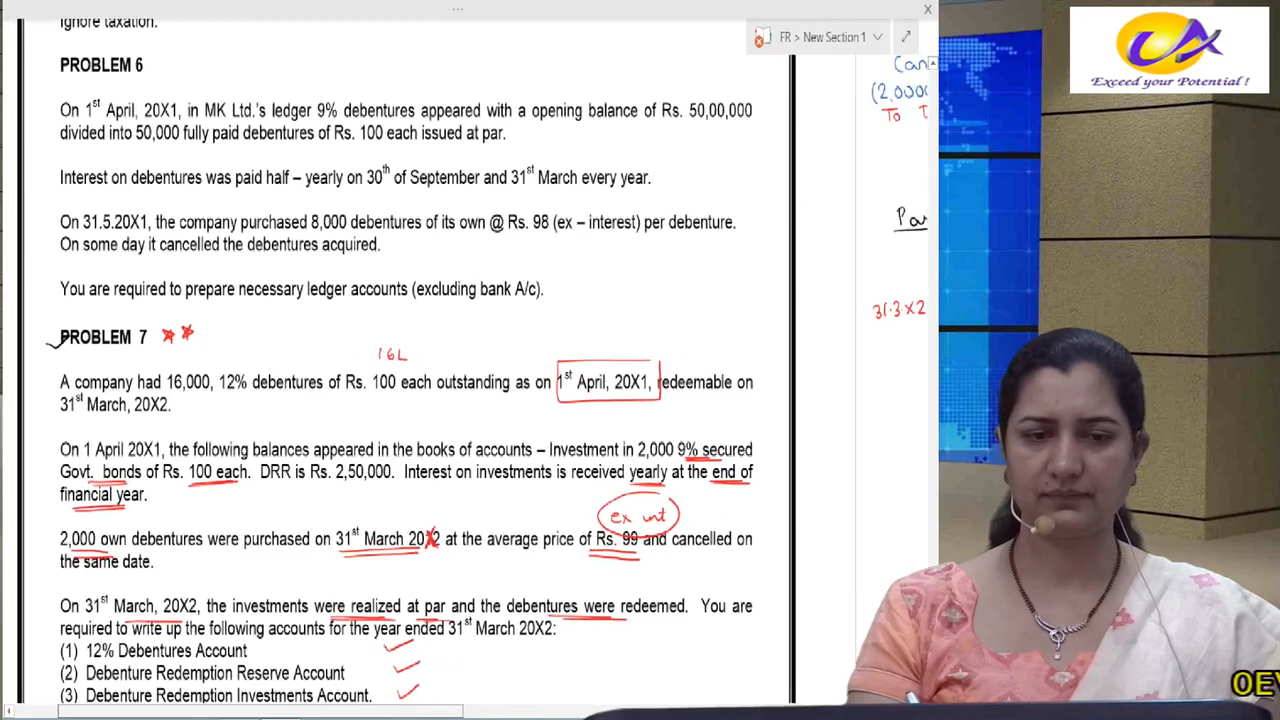 ignore taxation.
FR > New Section 1
PROBLEM 6
On 1st April, 20X1, in MK Ltd.'s ledger 9% debentures appeared with a opening balance of Rs. 50,00,000
divided into 50,000 fully paid debentures of Rs. 100 each issued at par.
Interest on debentures was paid half – yearly on 30th of September and 31st March every year.
On 31.5.20X1, the company purchased 8,000 debentures of its own @ Rs. 98 (ex – interest) per debenture.
On some day it cancelled the debentures acquired.
You are required to prepare necessary ledger accounts (excluding bank A/c).
PROBLEM 7
16L
A company had 16,000, 12% debentures of Rs. 100 each outstanding as on 1st April, 20X1, redeemable on
31st March, 20X2.
On 1 April 20X1, the following balances appeared in the books of accounts – Investment in 2,000 9% secured
Govt. bonds of Rs. 100 each. DRR is Rs. 2,50,000. Interest on investments is received yearly at the end of
financial year.
ex int
2,000 own debentures were purchased on 31st March 20X2 at the average price of Rs. 99 and cancelled on
the same date.
On 31st March, 20X2, the investments were realized at par and the debentures were redeemed. You are
required to write up the following accounts for the year ended 31st March 20X2:
(1) 12% Debentures Account
(2) Debenture Redemption Reserve Account
(3) Debenture Redemption Investments Account.
(2,000
To
31.3X2
UX
Exceed your Potential !